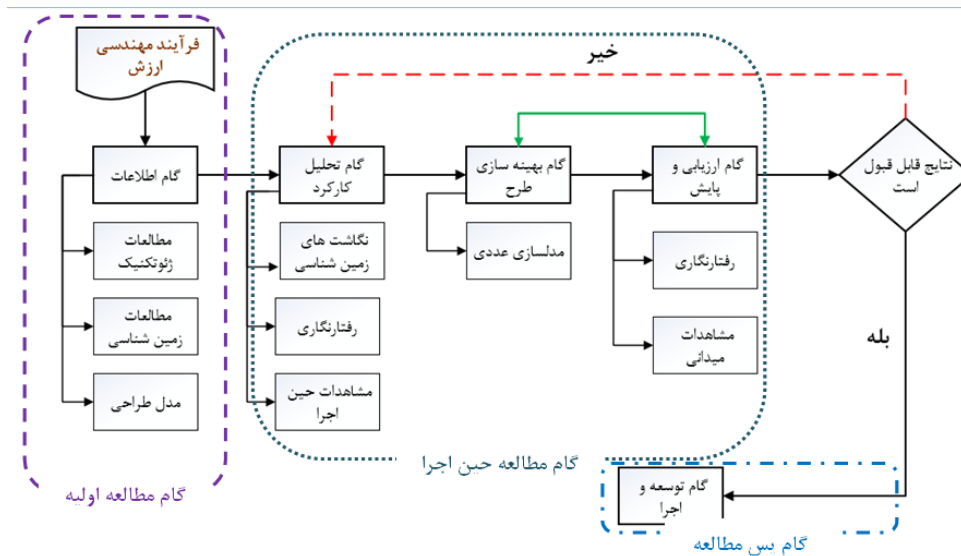 فرآیند مهندسی
ارزش
گام اطلاعات
مطالعات
ژئوتکنیک
مطالعات
زمین شناسی
مدل طراحی
گام مطالعه اولیه
خیر
گام تحلیل
کارکرد
نگاشت های
زمین شناسی
رفتارنگاری
مشاهدات حین
اجرا
گام بهینه سازی
طرح
مدلسازی عددی
گام ارزیابی و
پایش
رفتارنگاری
مشاهدات
میدانی
گام مطالعه حین اجرا
نتایج قابل قبول
است
بله
گام توسعه و
اجرا
گام پس مطالعه